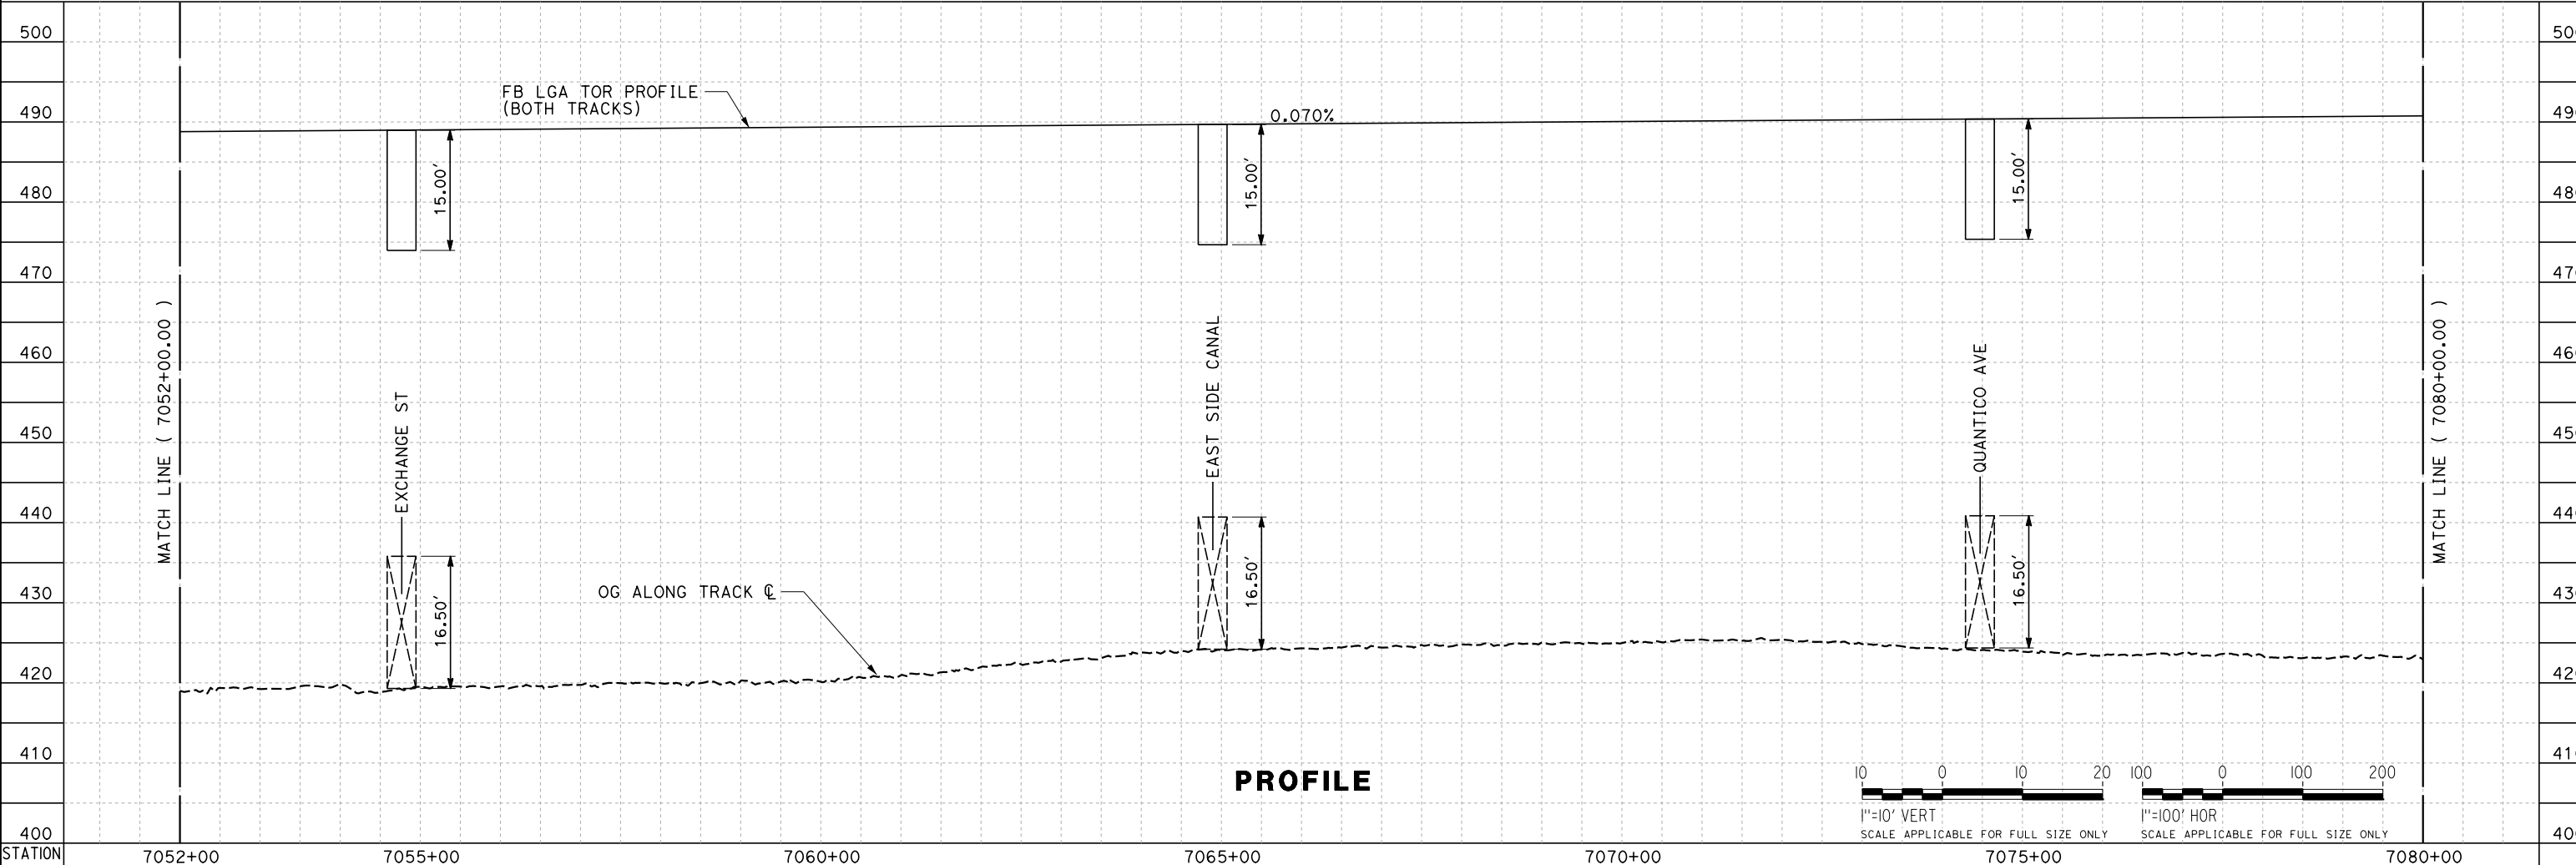 500
490
480
470
460
450
440
430
420
410
400
STATION
FB LGA TOR PROFILE
(BOTH TRACKS)
0.070%
15.00'
15.00'
15.00'
MATCH LINE ( 7052+00.00 )
EXCHANGE ST
EAST SIDE CANAL
QUANTICO AVE
MATCH LINE ( 7080+00.00 )
16.50'
16.50'
16.50'
OG ALONG TRACK ℄
PROFILE
10 0 10 20
1"=10' VERT
SCALE APPLICABLE FOR FULL SIZE ONLY
100 0 100 200
1"=100' HOR
SCALE APPLICABLE FOR FULL SIZE ONLY
7052+00 7055+00 7060+00 7065+00 7070+00 7075+00 7080+00